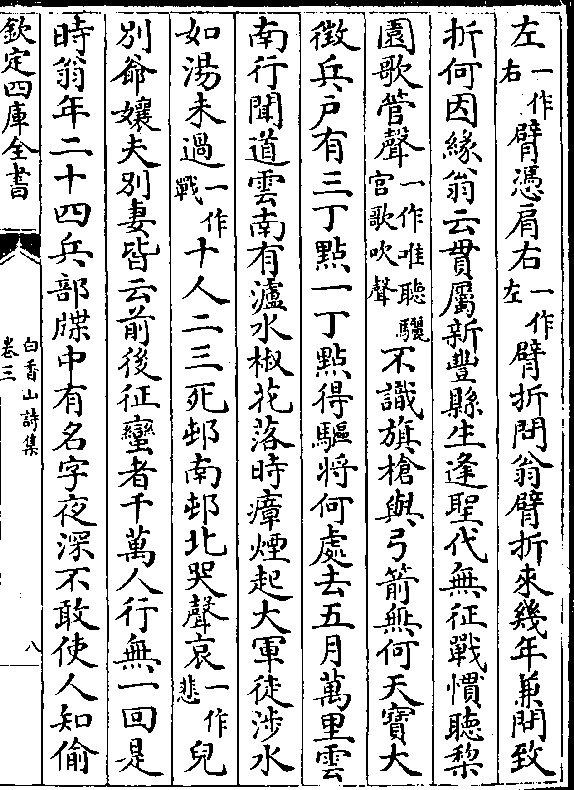 左一作右臂憑肩右一作左臂折問翁臂折來幾年兼問致
折何因緣翁云貫屬新豐縣生逢聖代無征戰慣聽梨
園歌管聲一作唯聽驪宮歌吹聲不識旗槍與弓箭無何天寳大
徴兵戸有三丁點一丁點得驅將何處去五月萬里雲
南行聞道雲南有瀘水椒花落時瘴煙起大軍徒涉水
如湯未過一作戰十人二三死邨南邨北哭聲哀一作悲兒
別爺孃夫別妻皆云前後征蠻者千萬人行無一回是
時翁年二十四兵部牒中有名字夜深不敢使人知偷
欽定四庫全書
白香山詩集
卷三
八